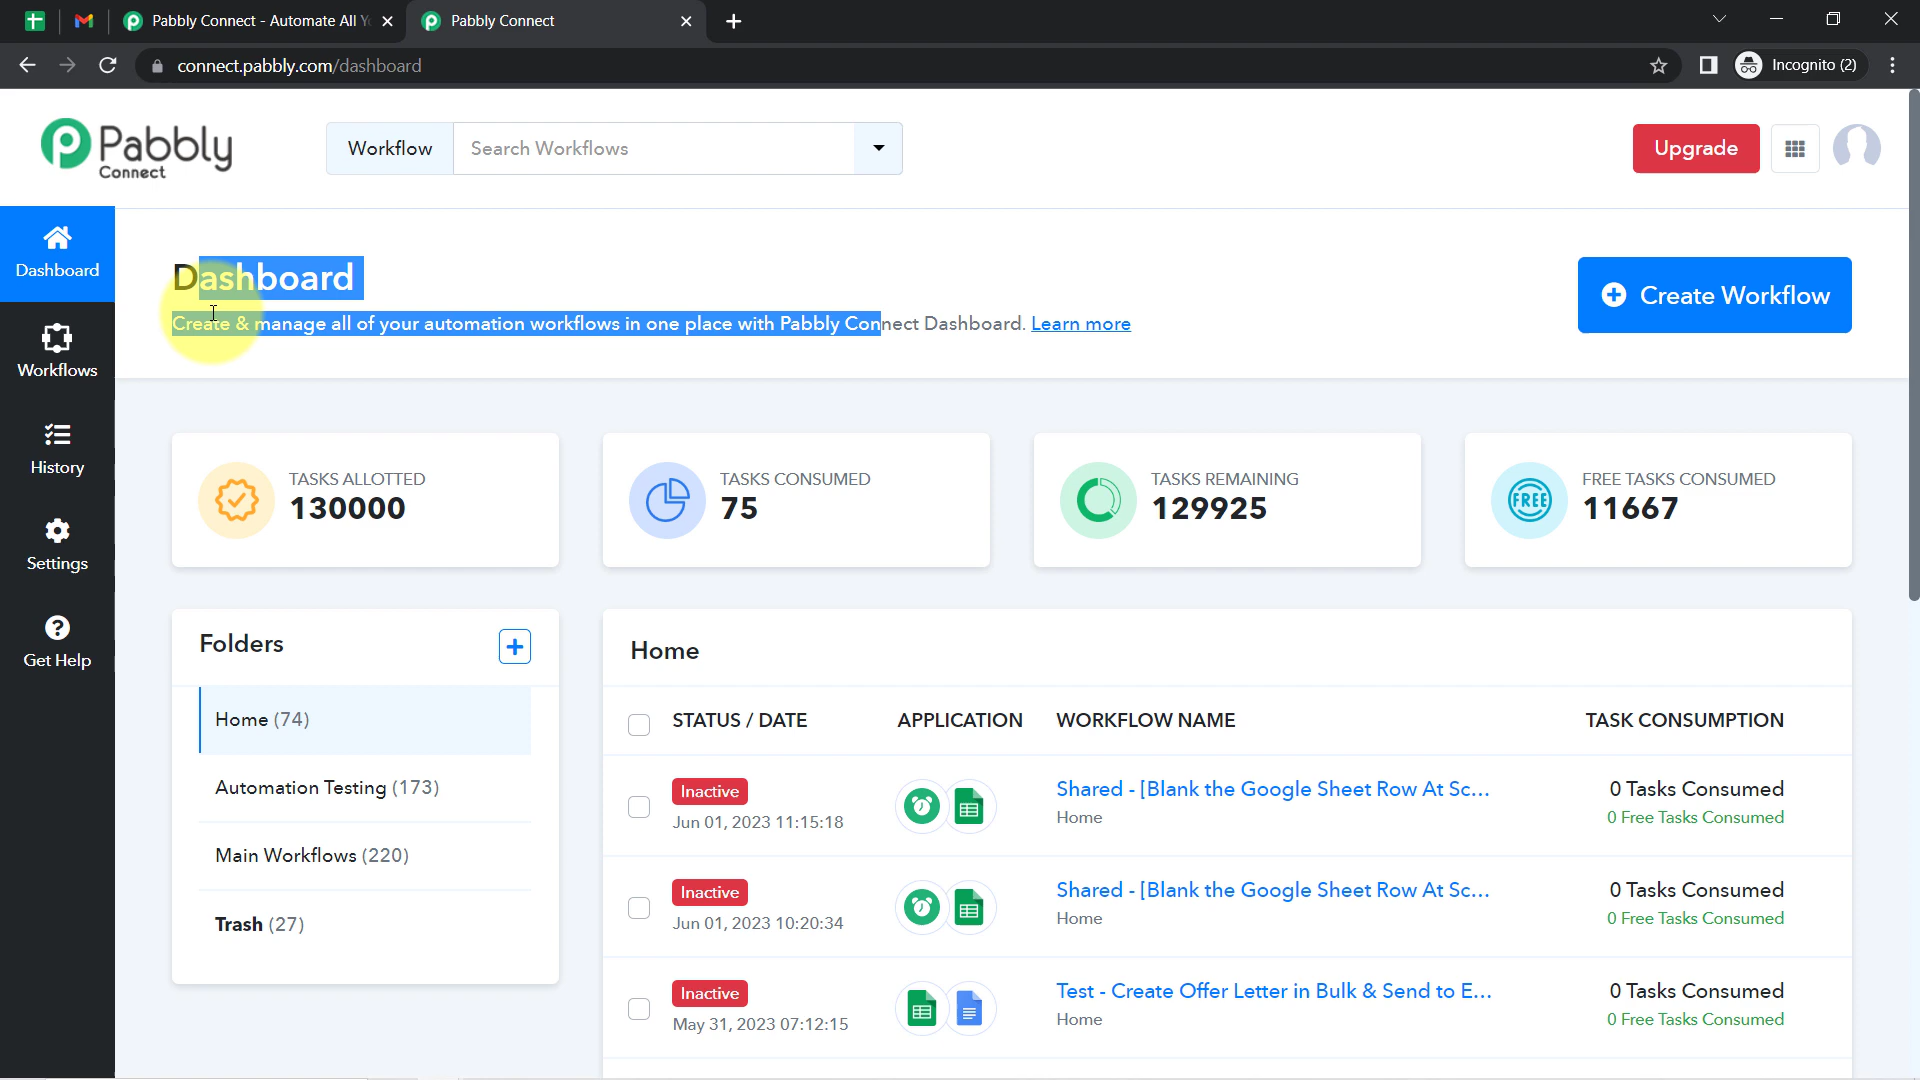 Pabbly Connect - Automate All Y
Pabbly Connect
connect.pabbly.com/dashboard
Incognito (2)
Pabbly
Connect
Workflow
Search Workflows
Upgrade
Dashboard
Workflows
History
Settings
Get Help
Dashboard
Create & manage all of your automation workflows in one place with Pabbly Connect Dashboard. Learn more
Create Workflow
TASKS ALLOTTED
130000
TASKS CONSUMED
75
TASKS REMAINING
129925
FREE
FREE TASKS CONSUMED
11667
Folders
Home (74)
Automation Testing (173)
Main Workflows (220)
Trash (27)
Home
STATUS / DATE APPLICATION WORKFLOW NAME TASK CONSUMPTION
Inactive
Jun 01, 2023 11:15:18
Shared - [Blank the Google Sheet Row At Sc...
Home
0 Tasks Consumed
0 Free Tasks Consumed
Inactive
Jun 01, 2023 10:20:34
Shared - [Blank the Google Sheet Row At Sc...
Home
0 Tasks Consumed
0 Free Tasks Consumed
Inactive
May 31, 2023 07:12:15
Test - Create Offer Letter in Bulk & Send to E...
Home
0 Tasks Consumed
0 Free Tasks Consumed